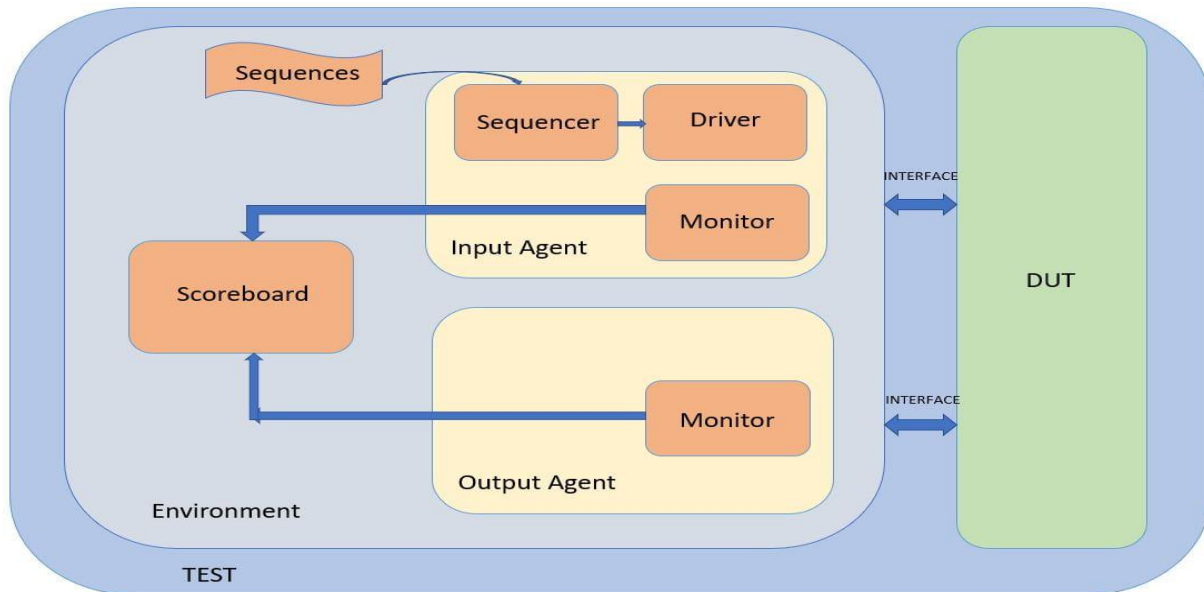 Sequences
Sequencer
Driver
INTERFACE
Monitor
Input Agent
Scoreboard
DUT
INTERFACE
Monitor
Output Agent
Environment
TEST